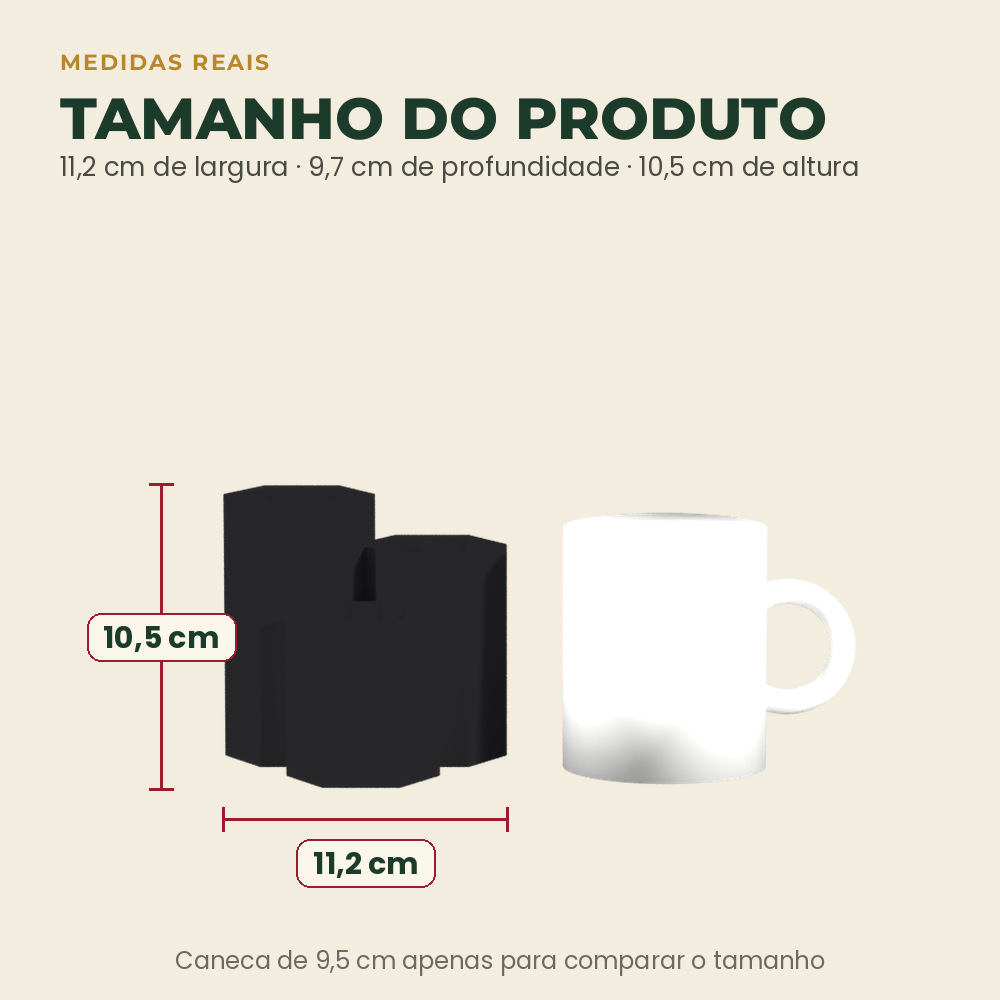 MEDIDAS REAIS
TAMANHO DO PRODUTO
11,2 cm de largura · 9,7 cm de profundidade · 10,5 cm de altura
10,5 cm
11,2 cm
Caneca de 9,5 cm apenas para comparar o tamanho